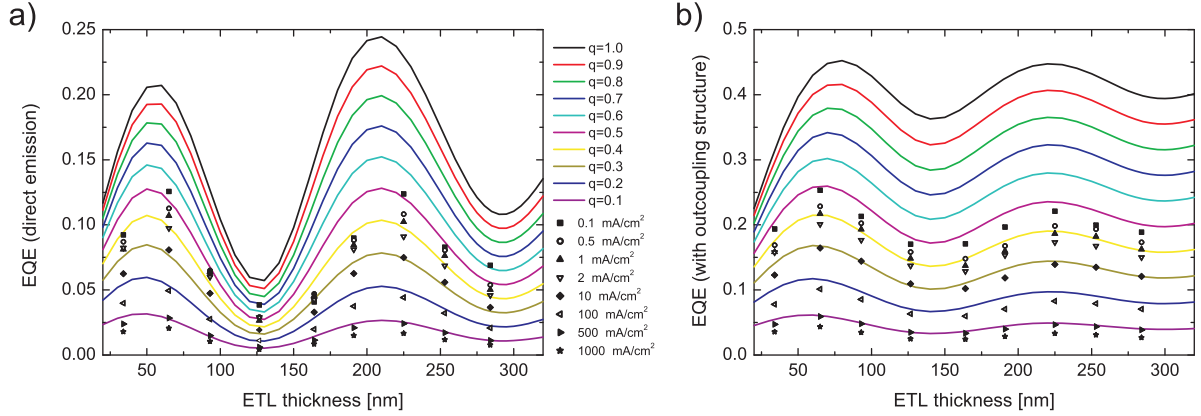 a)
EQE (direct emission)
0.25
0.20
0.15
0.10
0.05
0.00
50 100 150 200 250 300
ETL thickness [nm]
q=1.0
q=0.9
q=0.8
q=0.7
q=0.6
q=0.5
q=0.4
q=0.3
q=0.2
q=0.1
0.1 mA/cm²
0.5 mA/cm²
1 mA/cm²
2 mA/cm²
10 mA/cm²
100 mA/cm²
500 mA/cm²
1000 mA/cm²
b)
EQE (with outcoupling structure)
0.5
0.4
0.3
0.2
0.1
0.0
50 100 150 200 250 300
ETL thickness [nm]